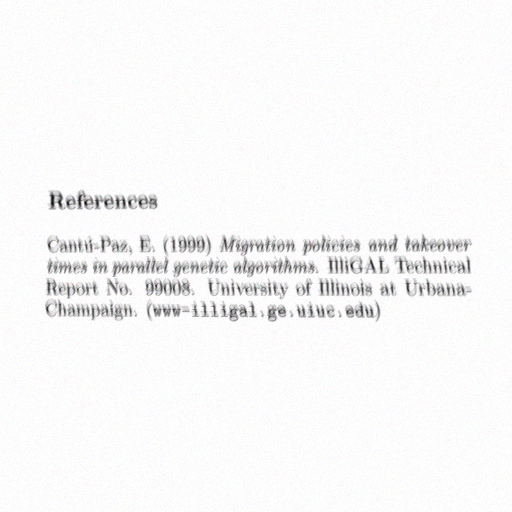 References
Cantú-Paz, E. (1999) Migration policies and takeover
times in parallel genetic algorithms. IlliGAL Technical
Report No. 99008. University of Illinois at Urbana-
Champaign. (www-illigal.ge.uiuc.edu)